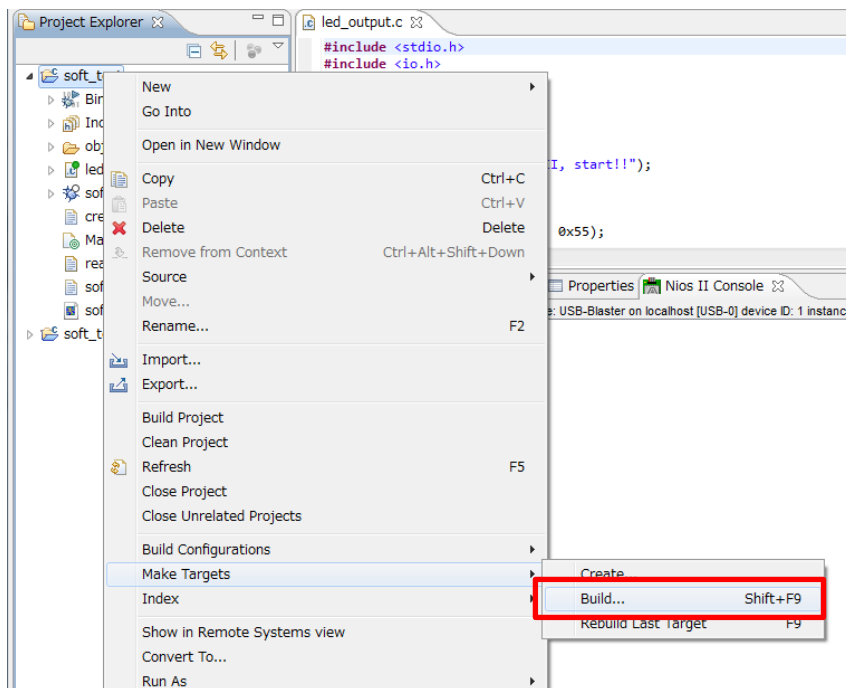 Project Explorer
led_output.c
#include <stdio.h>
#include <io.h>
soft_t
Bin
Inc
obj
led
sof
cre
Ma
rea
sof
sof
soft_t
II, start!!");
0x55);
New
Go Into
Open in New Window
Copy Ctrl+C
Paste Ctrl+V
Delete Delete
Remove from Context Ctrl+Alt+Shift+Down
Source
Move...
Rename... F2
Import...
Export...
Build Project
Clean Project
Refresh F5
Close Project
Close Unrelated Projects
Build Configurations
Make Targets
Index
Show in Remote Systems view
Convert To...
Run As
Properties Nios II Console
e: USB-Blaster on localhost [USB-0] device ID: 1 instanc
Create...
Build... Shift+F9
Rebuild Last Target F9